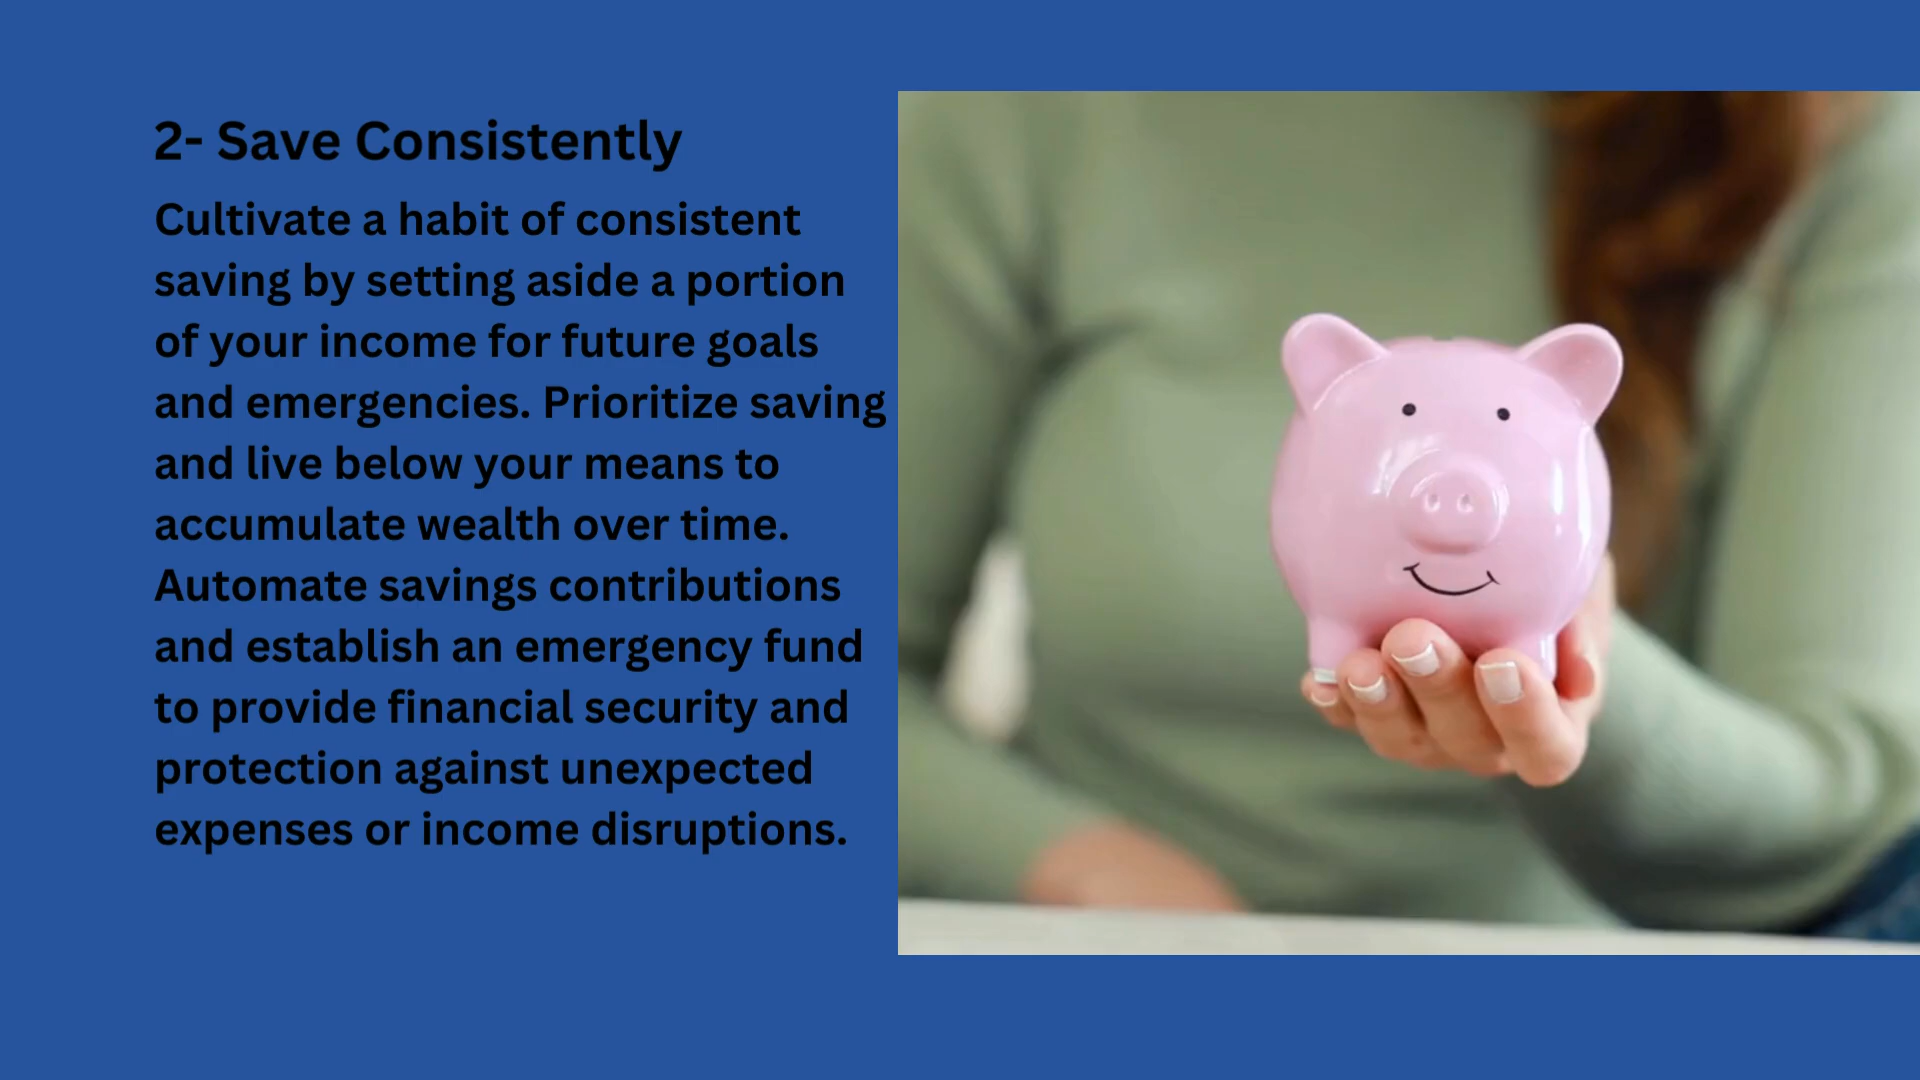 2- Save Consistently
Cultivate a habit of consistent
saving by setting aside a portion
of your income for future goals
and emergencies. Prioritize saving
and live below your means to
accumulate wealth over time.
Automate savings contributions
and establish an emergency fund
to provide financial security and
protection against unexpected
expenses or income disruptions.